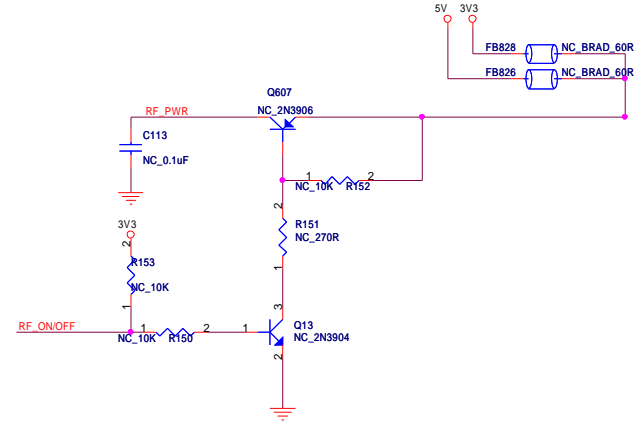 5V 3V3
FB828 NC_BRAD_60R
FB826 NC_BRAD_60R
Q607
NC_2N3906
RF_PWR
C113
NC_0.1uF
1 2
NC_10K R152
2
R151
NC_270R
1
3V3
2
R153
NC_10K
1
3
Q13
NC_2N3904
RF_ON/OFF
1 2 1
NC_10K R150
2